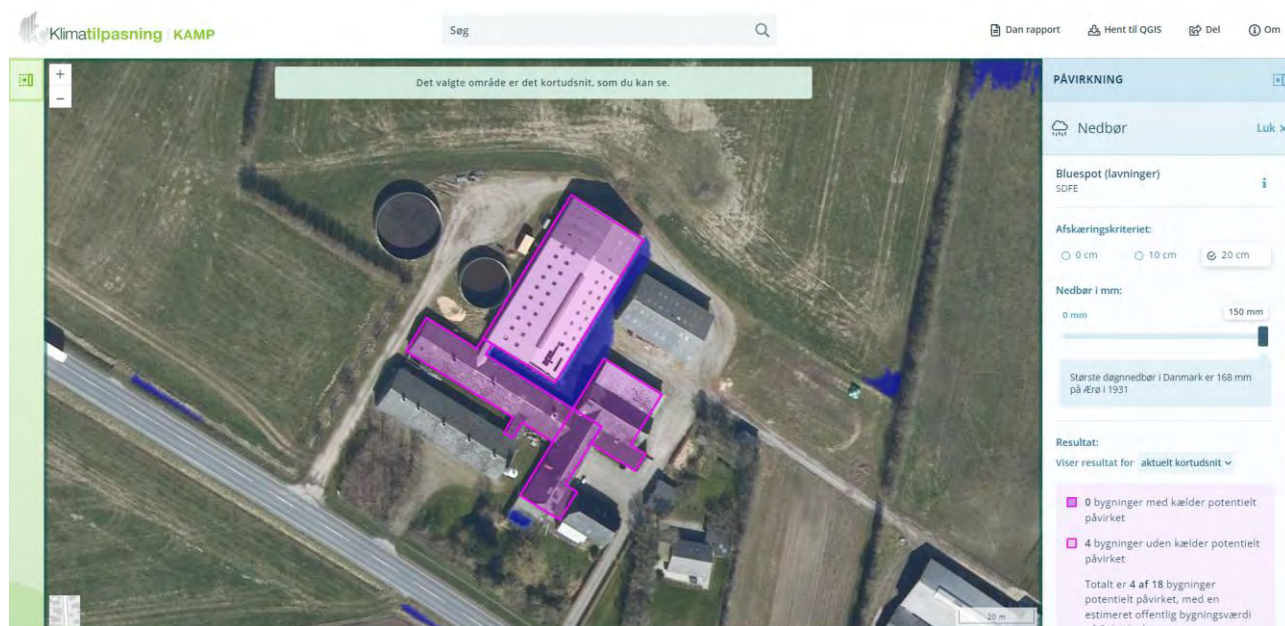 Klimatilpasning | KAMP
Søg
Dan rapport
Hent til QGIS
Del
Om
+
−
Det valgte område er det kortudsnit, som du kan se.
20 m
PÅVIRKNING
Nedbør
Luk ×
Bluespot (lavninger)
SDFE
i
Afskæringskriteriet:
0 cm
10 cm
20 cm
Nedbør i mm:
0 mm
150 mm
Største døgnnedbør i Danmark er 168 mm
på Ærø i 1931
Resultat:
Viser resultat for aktuelt kortudsnit
0 bygninger med kælder potentielt
påvirket
4 bygninger uden kælder potentielt
påvirket
Totalt er 4 af 18 bygninger
potentielt påvirket, med en
estimeret offentlig bygningsværdi